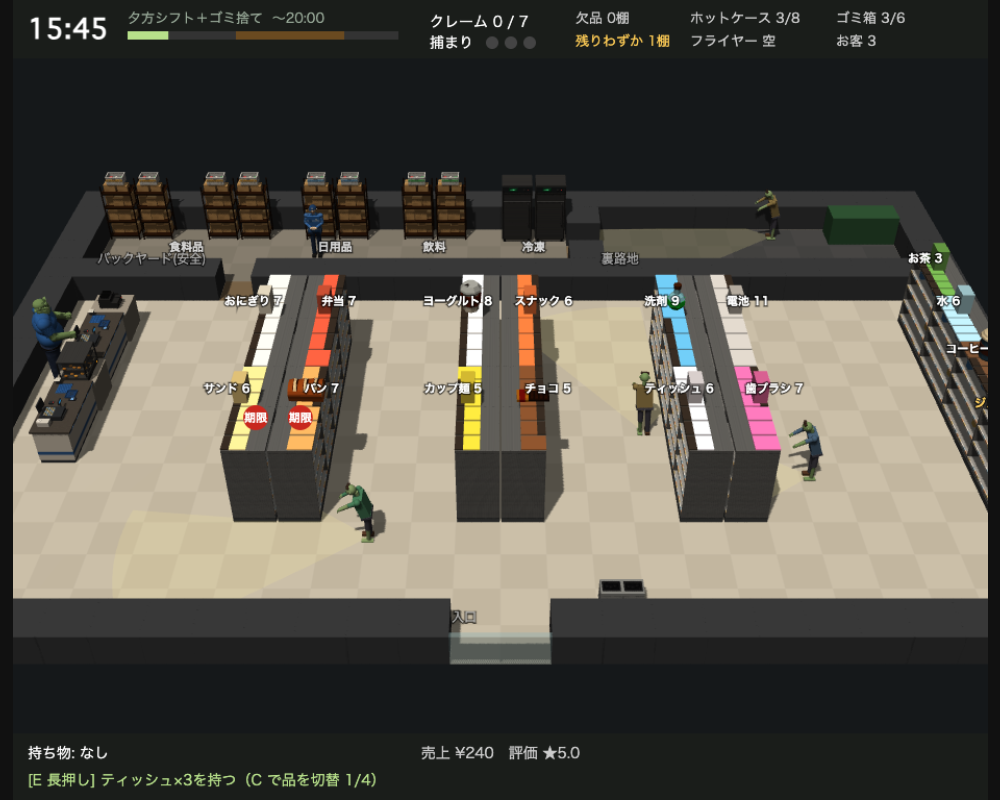 15:45
夕方シフト＋ゴミ捨て ～20:00
クレーム 0 / 7
捕まり
欠品 0棚
残りわずか 1棚
ホットケース 3/8
フライヤー 空
ゴミ箱 3/6
お客 3
食料品
日用品
飲料
冷凍
バックヤード(安全)
裏路地
お茶 3
おにぎり 7
弁当 7
ヨーグルト 8
スナック 6
洗剤 9
電池 11
水 6
コーヒー
サンド 6
パン 7
カップ麺 5
チョコ 5
ティッシュ 6
歯ブラシ 7
期限
期限
入口
持ち物: なし
売上 ¥240 評価 ★5.0
[E 長押し] ティッシュ×3を持つ（C で品を切替 1/4）